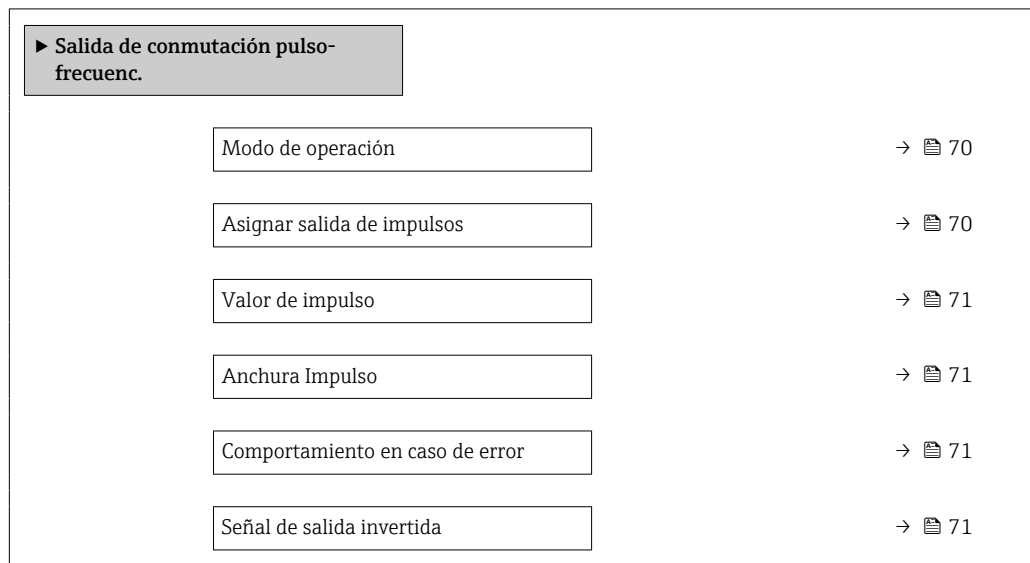 ▶ Salida de conmutación pulso-
frecuenc.
Modo de operación → 70
Asignar salida de impulsos → 70
Valor de impulso → 71
Anchura Impulso → 71
Comportamiento en caso de error → 71
Señal de salida invertida → 71